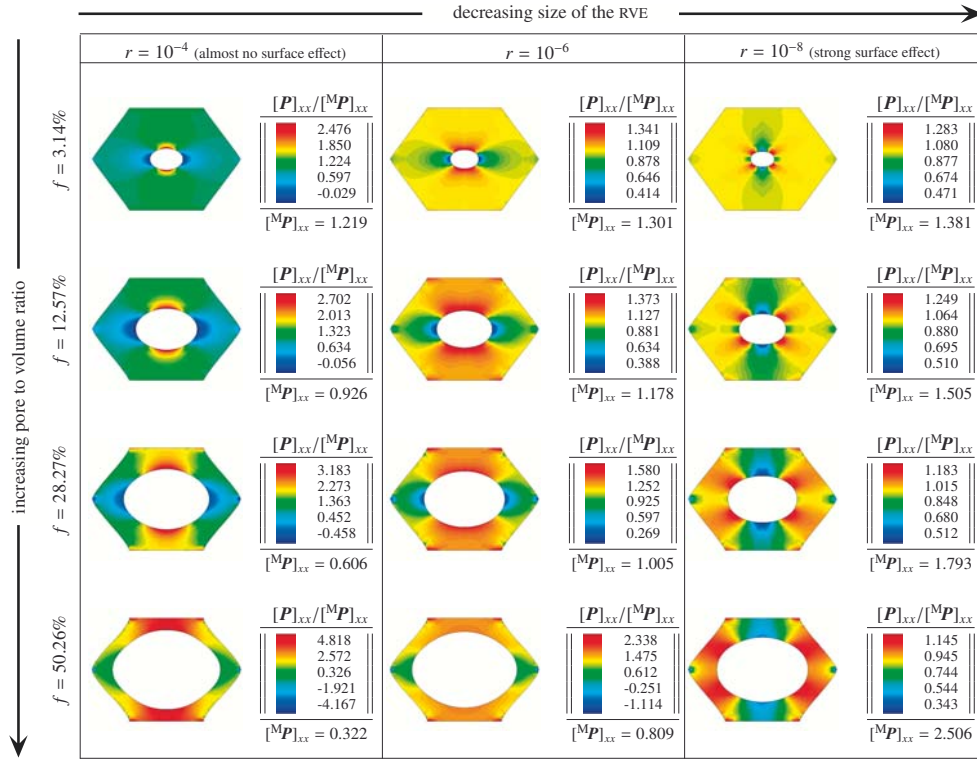 decreasing size of the RVE
increasing pore to volume ratio
r = 10⁻⁴ (almost no surface effect)
r = 10⁻⁶
r = 10⁻⁸ (strong surface effect)
f = 3.14%
[P]xx/[ᴹP]xx
2.476
1.850
1.224
0.597
-0.029
[ᴹP]xx = 1.219
[P]xx/[ᴹP]xx
1.341
1.109
0.878
0.646
0.414
[ᴹP]xx = 1.301
[P]xx/[ᴹP]xx
1.283
1.080
0.877
0.674
0.471
[ᴹP]xx = 1.381
f = 12.57%
[P]xx/[ᴹP]xx
2.702
2.013
1.323
0.634
-0.056
[ᴹP]xx = 0.926
[P]xx/[ᴹP]xx
1.373
1.127
0.881
0.634
0.388
[ᴹP]xx = 1.178
[P]xx/[ᴹP]xx
1.249
1.064
0.880
0.695
0.510
[ᴹP]xx = 1.505
f = 28.27%
[P]xx/[ᴹP]xx
3.183
2.273
1.363
0.452
-0.458
[ᴹP]xx = 0.606
[P]xx/[ᴹP]xx
1.580
1.252
0.925
0.597
0.269
[ᴹP]xx = 1.005
[P]xx/[ᴹP]xx
1.183
1.015
0.848
0.680
0.512
[ᴹP]xx = 1.793
f = 50.26%
[P]xx/[ᴹP]xx
4.818
2.572
0.326
-1.921
-4.167
[ᴹP]xx = 0.322
[P]xx/[ᴹP]xx
2.338
1.475
0.612
-0.251
-1.114
[ᴹP]xx = 0.809
[P]xx/[ᴹP]xx
1.145
0.945
0.744
0.544
0.343
[ᴹP]xx = 2.506